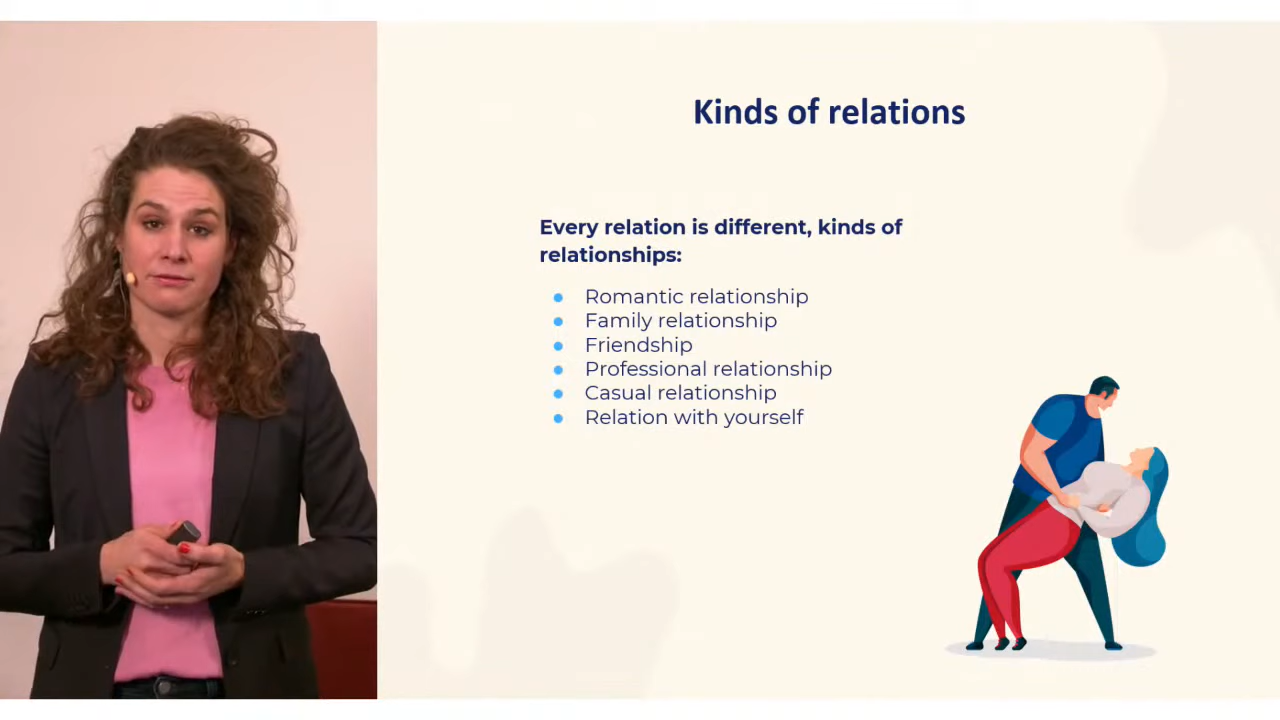 Kinds of relations
Every relation is different, kinds of
relationships:
Romantic relationship
Family relationship
Friendship
Professional relationship
Casual relationship
Relation with yourself